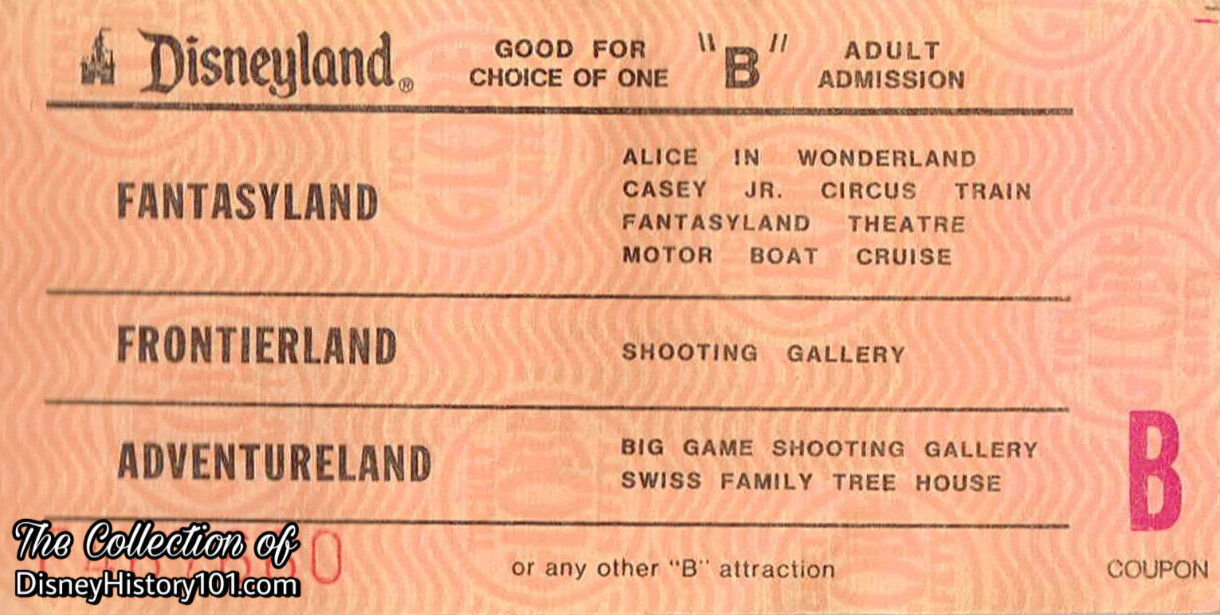 Disneyland® GOOD FOR CHOICE OF ONE "B" ADULT ADMISSION
FANTASYLAND
ALICE IN WONDERLAND
CASEY JR. CIRCUS TRAIN
FANTASYLAND THEATRE
MOTOR BOAT CRUISE
FRONTIERLAND
SHOOTING GALLERY
ADVENTURELAND
BIG GAME SHOOTING GALLERY
SWISS FAMILY TREE HOUSE
B
COUPON
or any other "B" attraction
The Collection of
DisneyHistory101.com